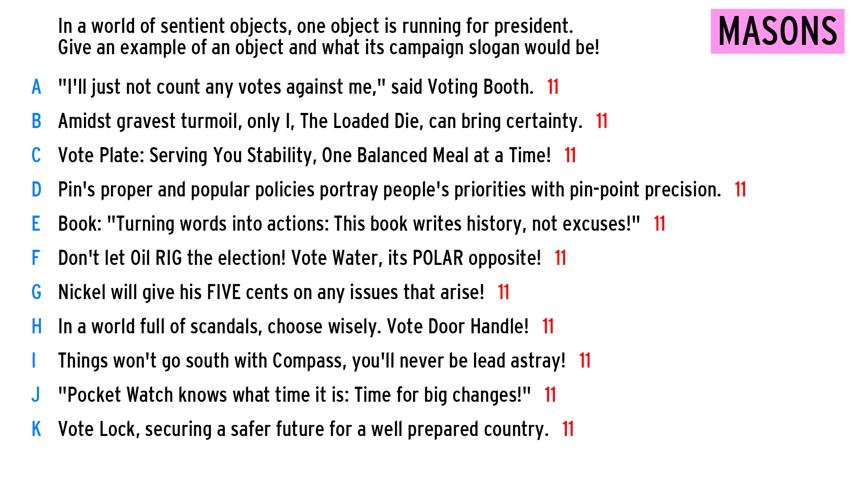 In a world of sentient objects, one object is running for president.
Give an example of an object and what its campaign slogan would be!
MASONS
A "I'll just not count any votes against me," said Voting Booth. 11
B Amidst gravest turmoil, only I, The Loaded Die, can bring certainty. 11
C Vote Plate: Serving You Stability, One Balanced Meal at a Time! 11
D Pin's proper and popular policies portray people's priorities with pin-point precision. 11
E Book: "Turning words into actions: This book writes history, not excuses!" 11
F Don't let Oil RIG the election! Vote Water, its POLAR opposite! 11
G Nickel will give his FIVE cents on any issues that arise! 11
H In a world full of scandals, choose wisely. Vote Door Handle! 11
I Things won't go south with Compass, you'll never be lead astray! 11
J "Pocket Watch knows what time it is: Time for big changes!" 11
K Vote Lock, securing a safer future for a well prepared country. 11